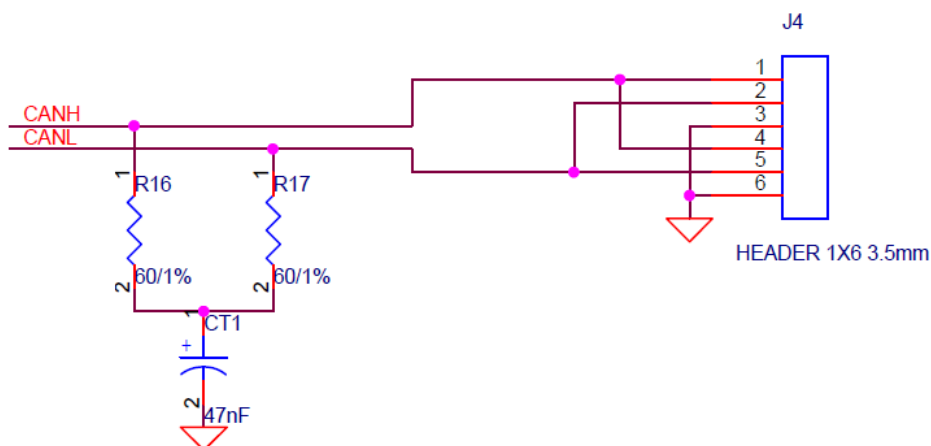 J4
1
2
3
4
5
6
HEADER 1X6 3.5mm
CANH
CANL
1
R16
60/1%
2
1
R17
60/1%
2
1
CT1
+
2
47nF